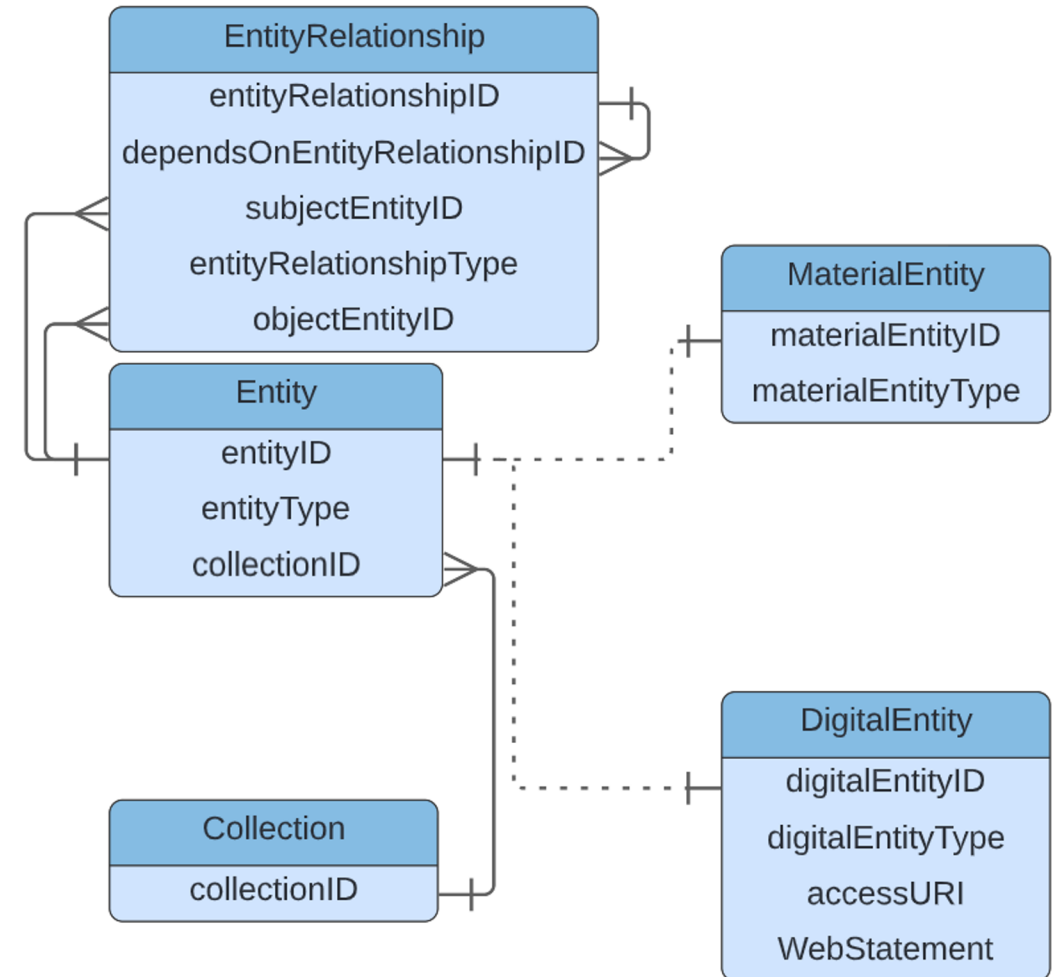 EntityRelationship
entityRelationshipID
dependsOnEntityRelationshipID
subjectEntityID
entityRelationshipType
objectEntityID
Entity
entityID
entityType
collectionID
Collection
collectionID
MaterialEntity
materialEntityID
materialEntityType
DigitalEntity
digitalEntityID
digitalEntityType
accessURI
WebStatement